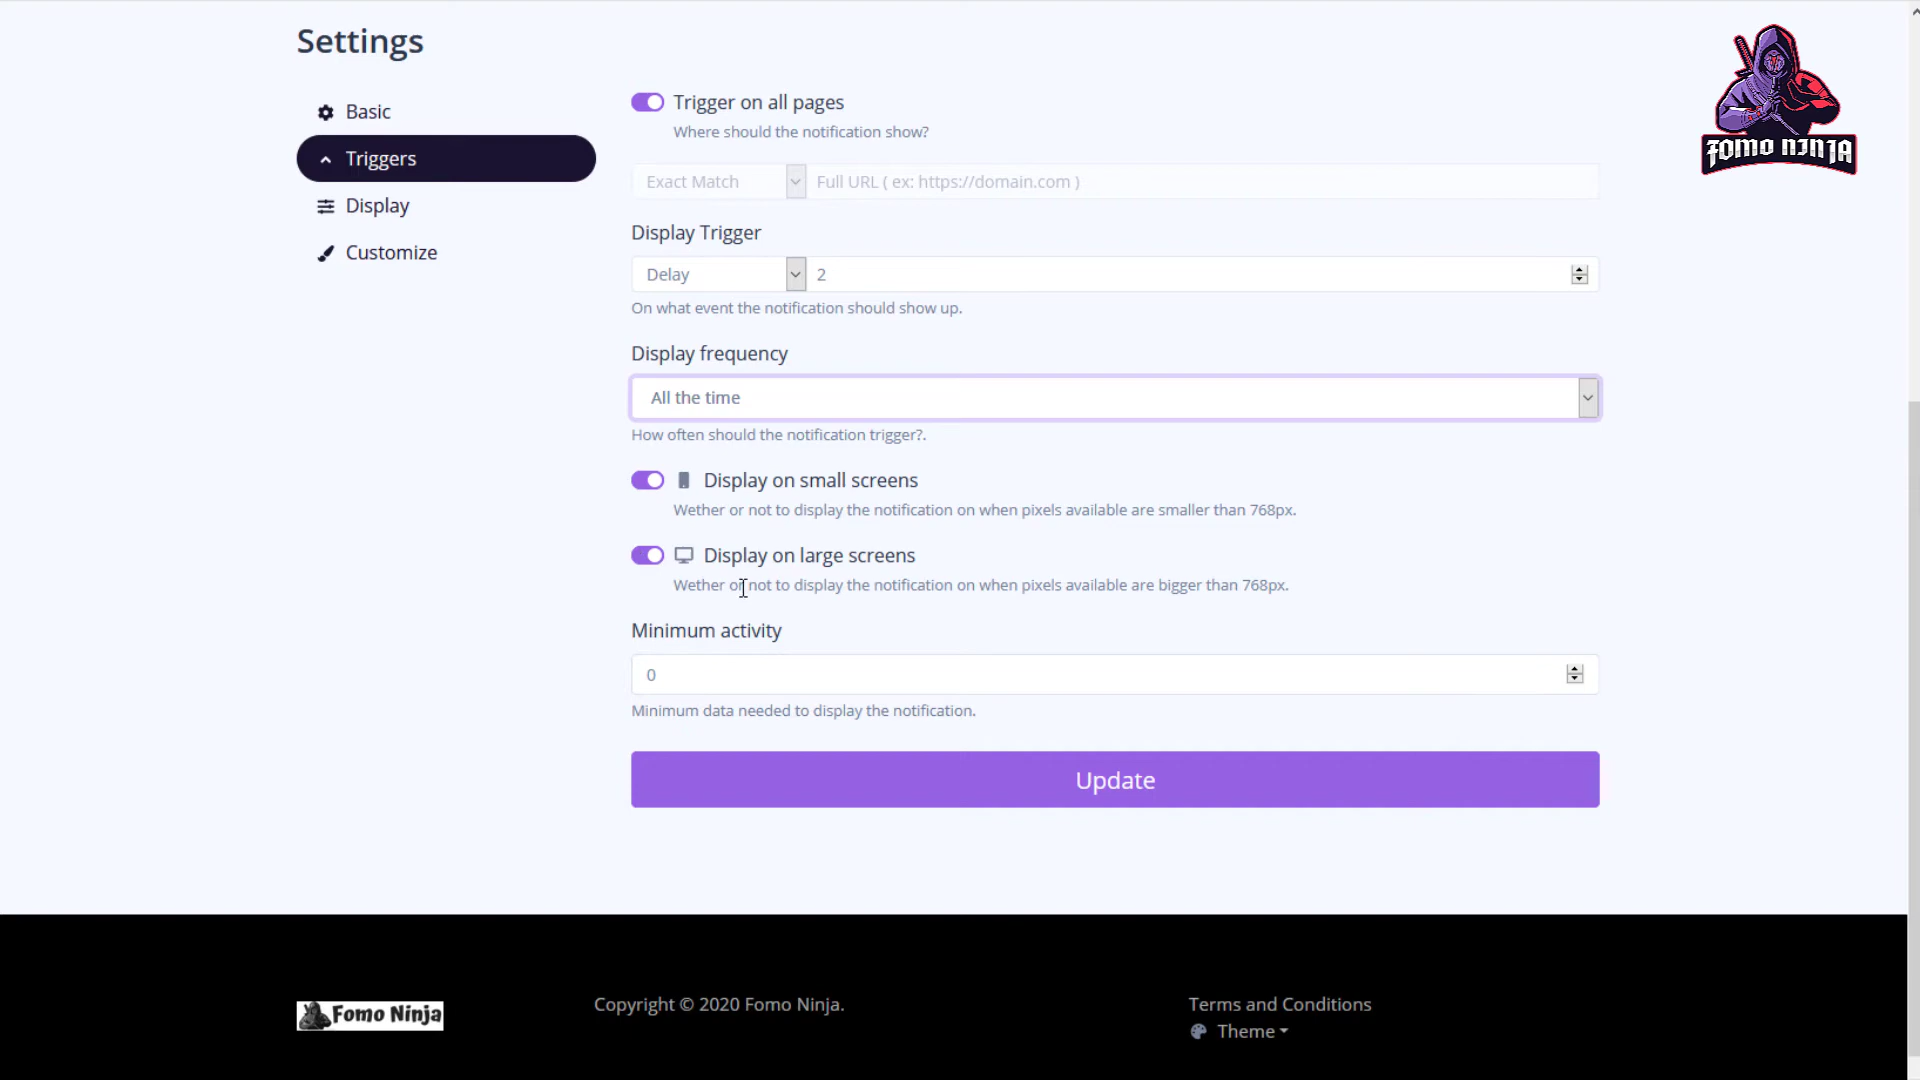 Settings
Basic
Triggers
Display
Customize
Trigger on all pages
Where should the notification show?
Exact Match Full URL ( ex: https://domain.com )
Display Trigger
Delay 2
On what event the notification should show up.
Display frequency
All the time
How often should the notification trigger?.
Display on small screens
Wether or not to display the notification on when pixels available are smaller than 768px.
Display on large screens
Wether or not to display the notification on when pixels available are bigger than 768px.
Minimum activity
0
Minimum data needed to display the notification.
Update
FOMO NINJA
Fomo Ninja
Copyright © 2020 Fomo Ninja.
Terms and Conditions
Theme